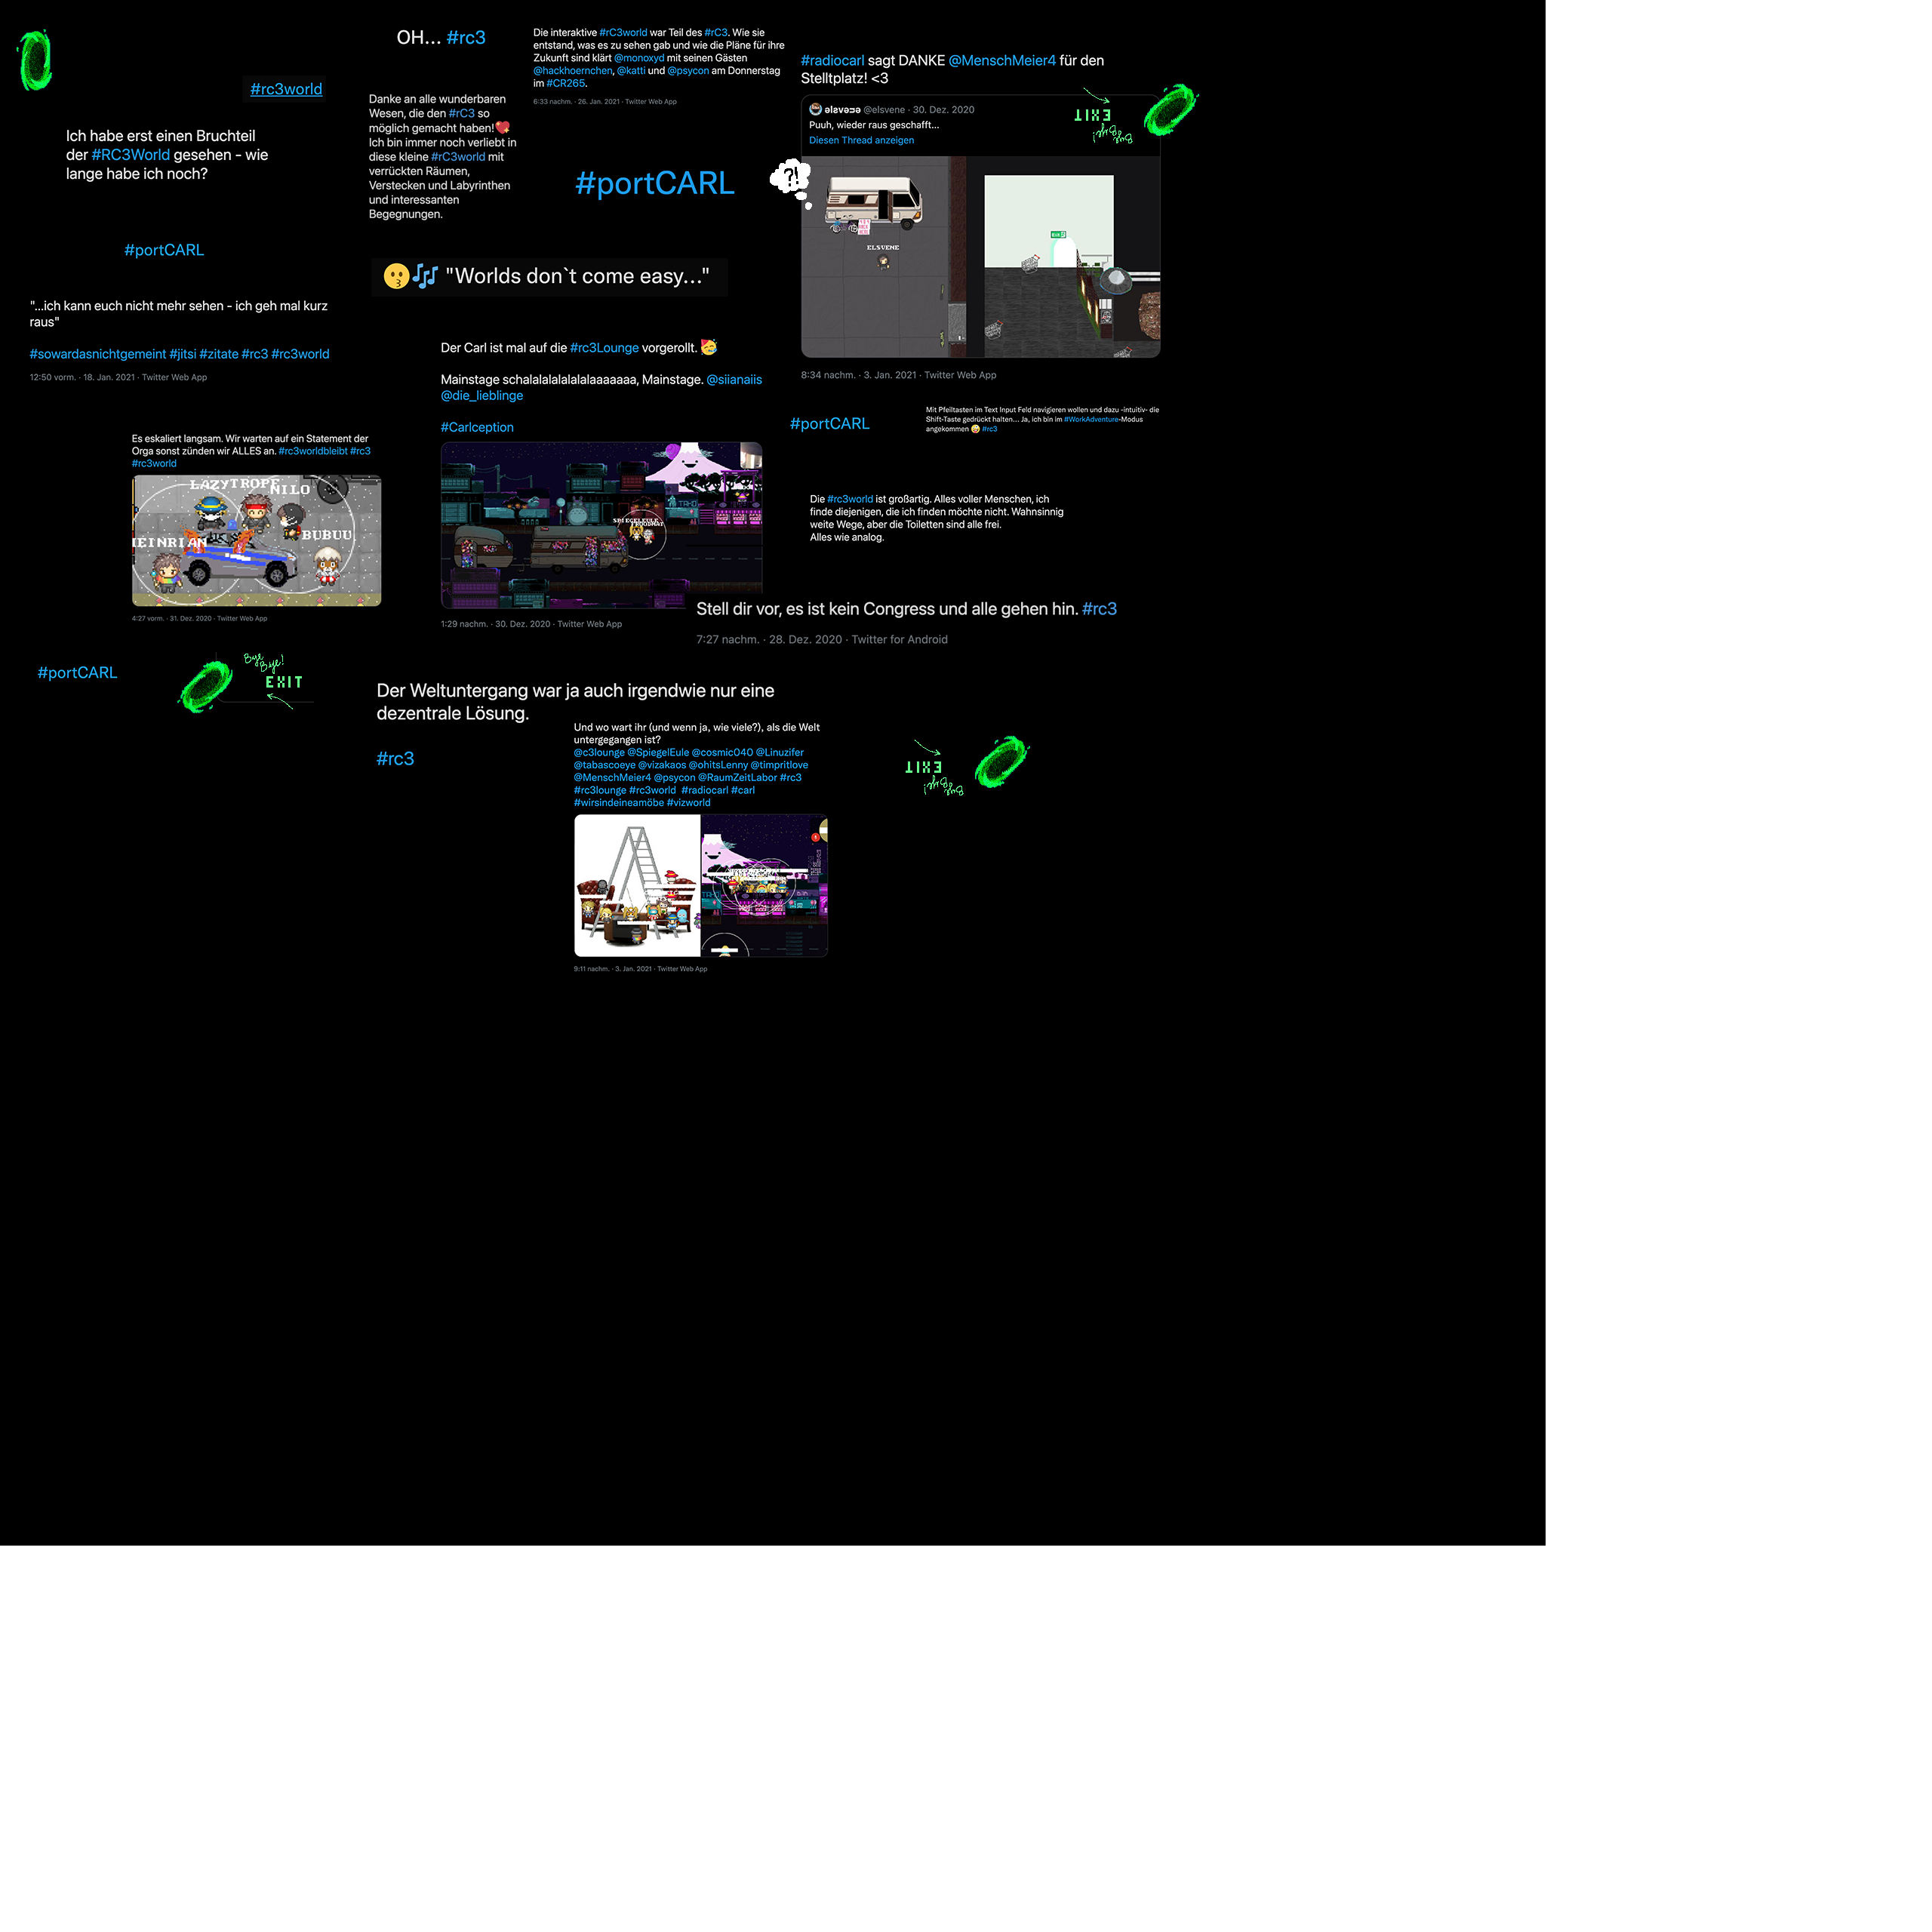 OH... #rc3
#rc3world
Ich habe erst einen Bruchteil
der #RC3World gesehen - wie
lange habe ich noch?
#portCARL
"...ich kann euch nicht mehr sehen - ich geh mal kurz
raus"
#sowardasnichtgemeint #jitsi #zitate #rc3 #rc3world
12:50 vorm. · 18. Jan. 2021 · Twitter Web App
Danke an alle wunderbaren
Wesen, die den #rC3 so
möglich gemacht haben!💖
Ich bin immer noch verliebt in
diese kleine #rC3world mit
verrückten Räumen,
Verstecken und Labyrinthen
und interessanten
Begegnungen.
Die interaktive #rC3world war Teil des #rC3. Wie sie
entstand, was es zu sehen gab und wie die Pläne für ihre
Zukunft sind klärt @monoxyd mit seinen Gästen
@hackhoernchen, @katti und @psycon am Donnerstag
im #CR265.
6:33 nachm. · 26. Jan. 2021 · Twitter Web App
#portCARL
😗🎶 "Worlds don`t come easy..."
#radiocarl sagt DANKE @MenschMeier4 für den
Stelltplatz! <3
@elsvene · 30. Dez. 2020
Puuh, wieder raus geschafft...
Diesen Thread anzeigen
EXIT
Bye Bye!
?!
ELSVENE
8:34 nachm. · 3. Jan. 2021 · Twitter Web App
Der Carl ist mal auf die #rc3Lounge vorgerollt. 🥳
Mainstage schalalalalalalalaaaaaaa, Mainstage. @siianaiis
@die_lieblinge
#Carlception
SPIEGELEULE
1:29 nachm. · 30. Dez. 2020 · Twitter Web App
#portCARL
Mit Pfeiltasten im Text Input Feld navigieren wollen und dazu -intuitiv- die
Shift-Taste gedrückt halten... Ja, ich bin im #WorkAdventure-Modus
angekommen 😄 #rc3
Die #rc3world ist großartig. Alles voller Menschen, ich
finde diejenigen, die ich finden möchte nicht. Wahnsinnig
weite Wege, aber die Toiletten sind alle frei.
Alles wie analog.
Es eskaliert langsam. Wir warten auf ein Statement der
Orga sonst zünden wir ALLES an. #rc3worldbleibt #rc3
#rc3world
LAZYTROPE
NILO
BUBUU
EINRIAN
4:27 vorm. · 31. Dez. 2020 · Twitter Web App
Stell dir vor, es ist kein Congress und alle gehen hin. #rc3
7:27 nachm. · 28. Dez. 2020 · Twitter for Android
#portCARL
Bye Bye!
EXIT
Der Weltuntergang war ja auch irgendwie nur eine
dezentrale Lösung.
#rc3
Und wo wart ihr (und wenn ja, wie viele?), als die Welt
untergegangen ist?
@c3lounge @SpiegelEule @cosmic040 @Linuzifer
@tabascoeye @vizakaos @ohitsLenny @timpritlove
@MenschMeier4 @psycon @RaumZeitLabor #rc3
#rc3lounge #rc3world #radiocarl #carl
#wirsindeineamöbe #vizworld
9:11 nachm. · 3. Jan. 2021 · Twitter Web App
EXIT
Bye Bye!